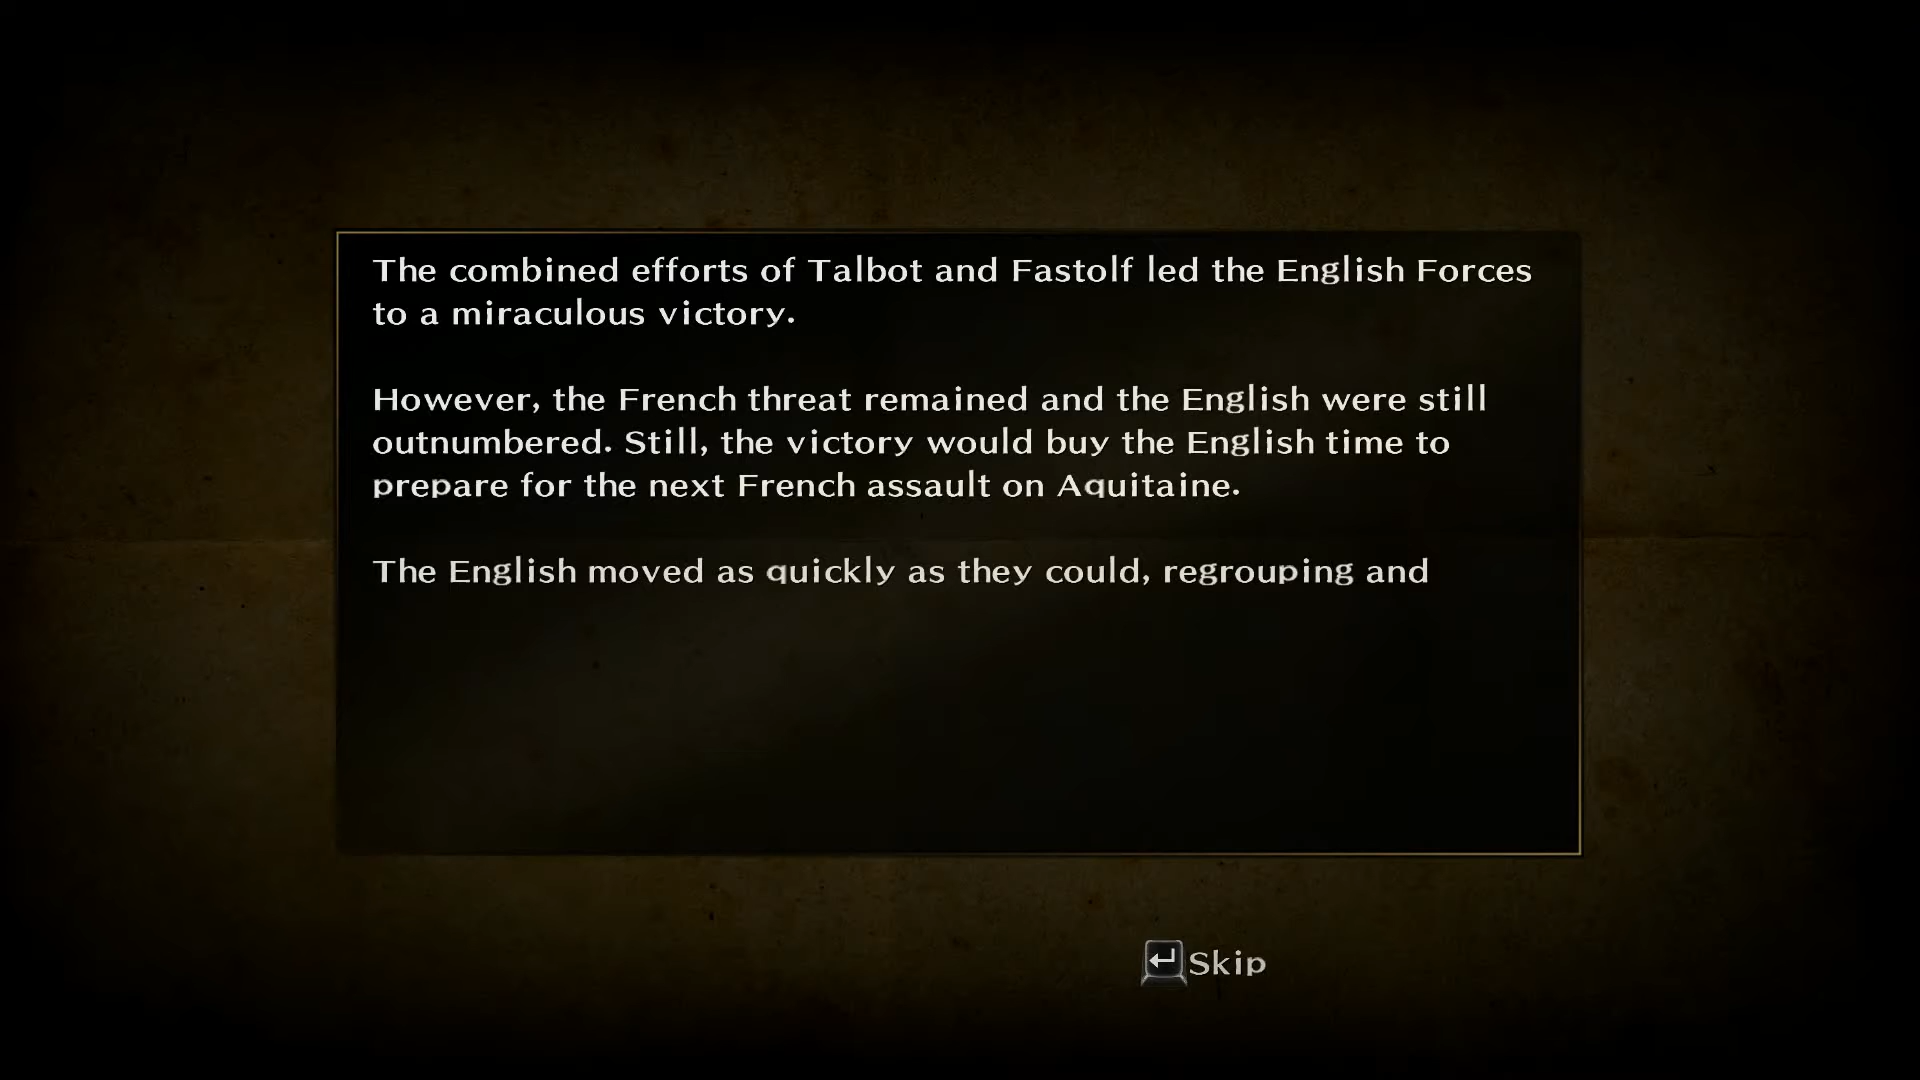 The combined efforts of Talbot and Fastolf led the English Forces
to a miraculous victory.
However, the French threat remained and the English were still
outnumbered. Still, the victory would buy the English time to
prepare for the next French assault on Aquitaine.
The English moved as quickly as they could, regrouping and
Skip